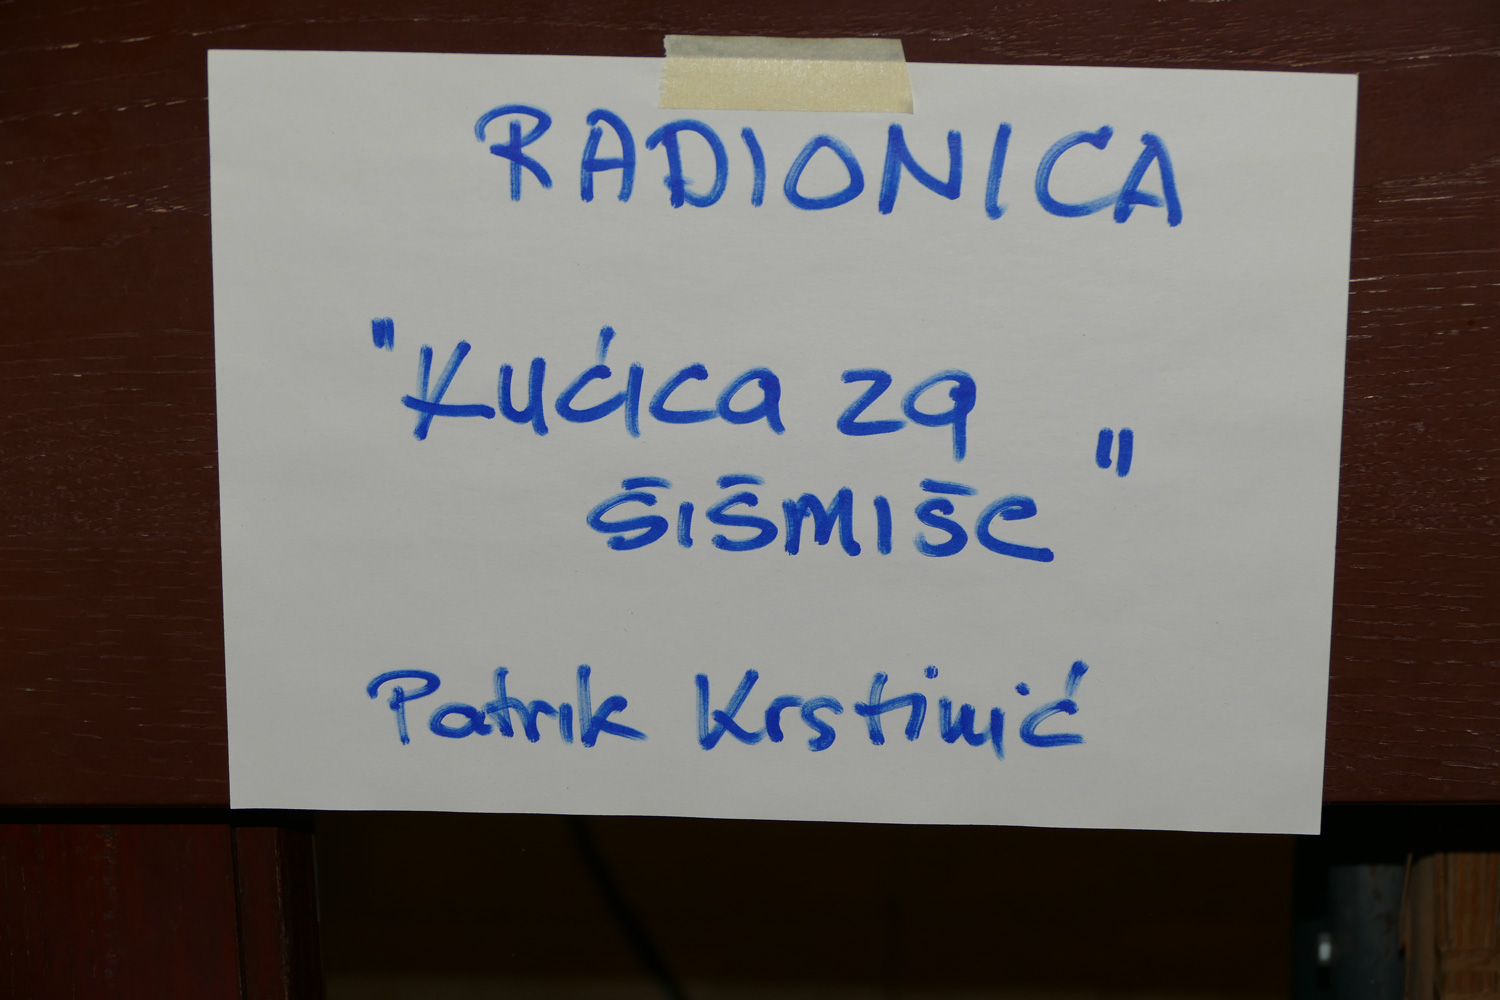 RADIONICA
"Kućica za
šišmiše"
Patrik Krstinić